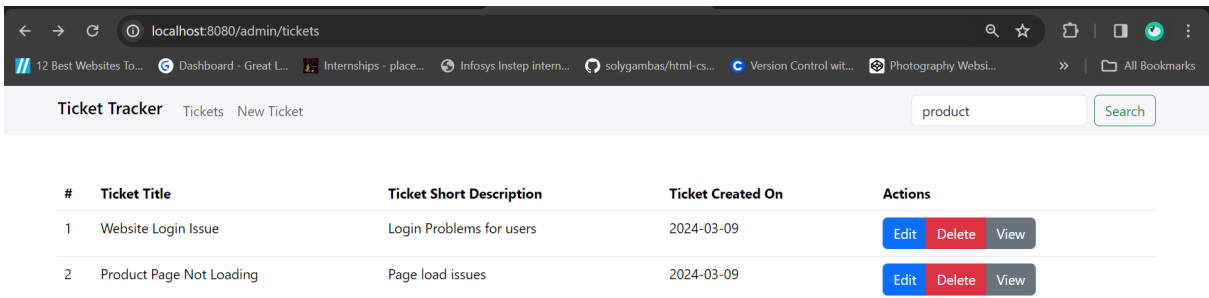 localhost:8080/admin/tickets
12 Best Websites To... Dashboard - Great L... Internships - place... Infosys Instep intern... solygambas/html-cs... Version Control wit... Photography Websi... » All Bookmarks
Ticket Tracker Tickets New Ticket product Search
# Ticket Title Ticket Short Description Ticket Created On Actions
1 Website Login Issue Login Problems for users 2024-03-09 Edit Delete View
2 Product Page Not Loading Page load issues 2024-03-09 Edit Delete View